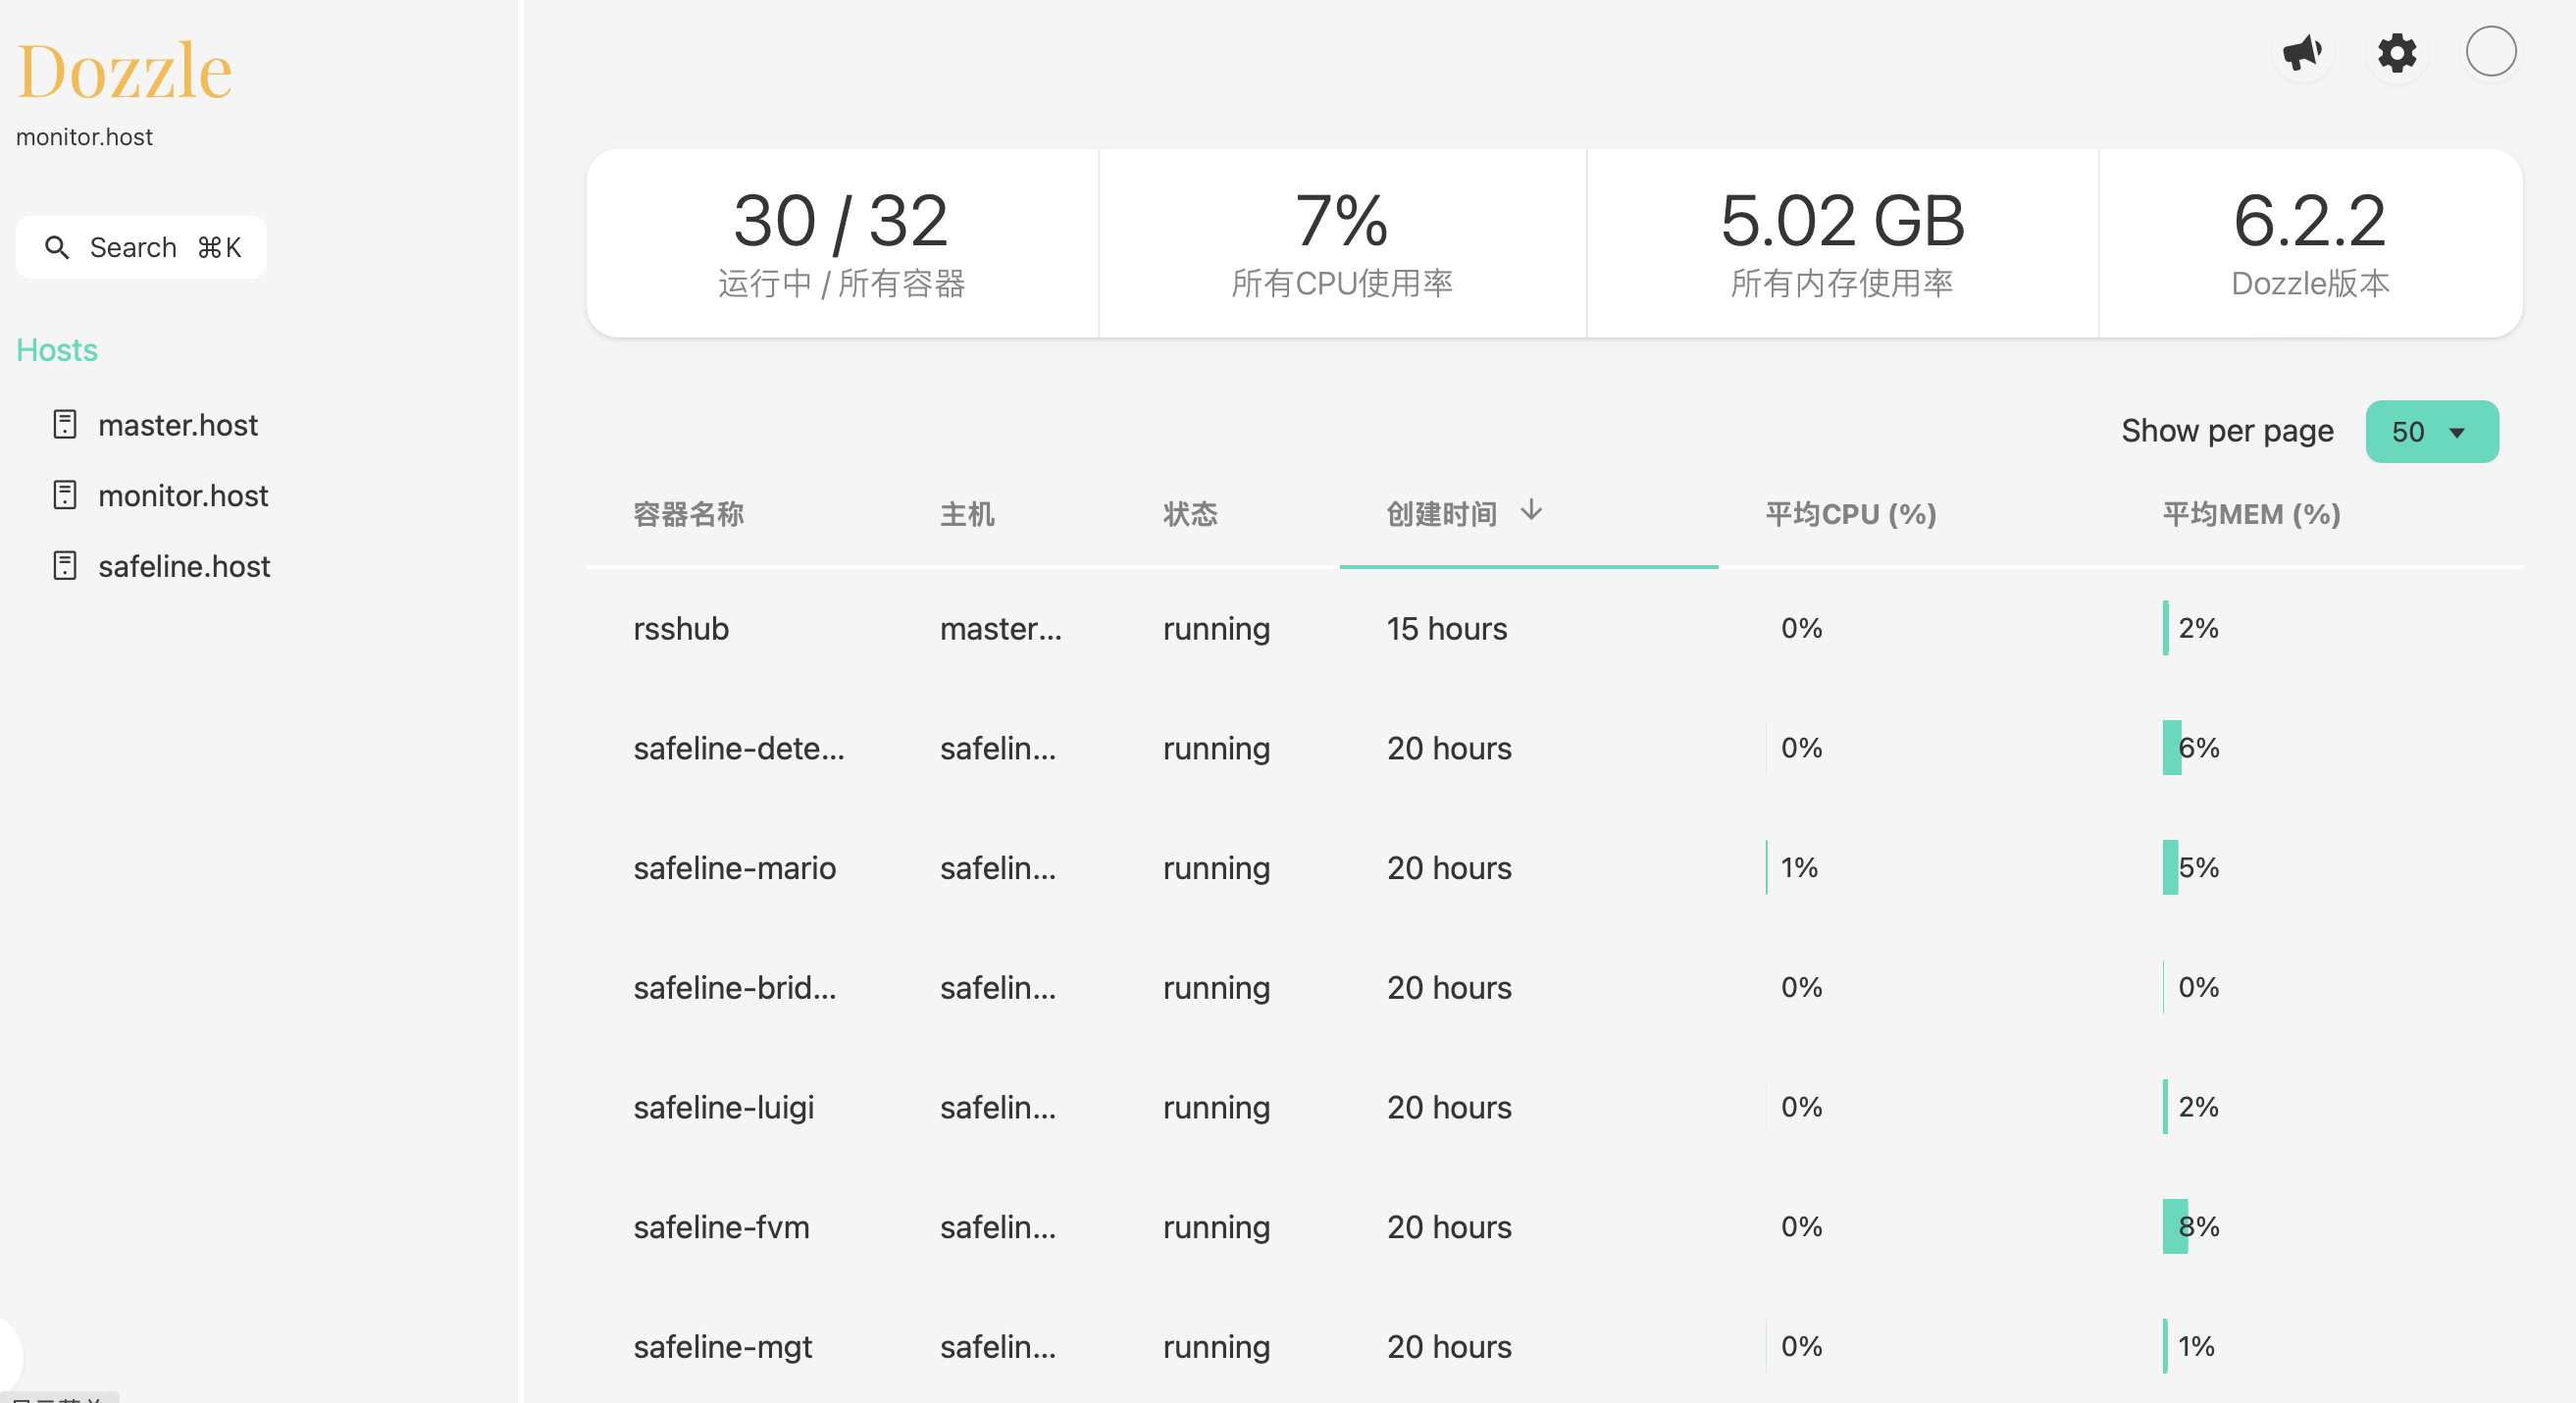 Dozzle
monitor.host
Search ⌘K
Hosts
master.host
monitor.host
safeline.host
30 / 32
运行中 / 所有容器
7%
所有CPU使用率
5.02 GB
所有内存使用率
6.2.2
Dozzle版本
Show per page 50
容器名称 主机 状态 创建时间 平均CPU (%) 平均MEM (%)
rsshub master... running 15 hours 0% 2%
safeline-dete... safelin... running 20 hours 0% 6%
safeline-mario safelin... running 20 hours 1% 5%
safeline-brid... safelin... running 20 hours 0% 0%
safeline-luigi safelin... running 20 hours 0% 2%
safeline-fvm safelin... running 20 hours 0% 8%
safeline-mgt safelin... running 20 hours 0% 1%